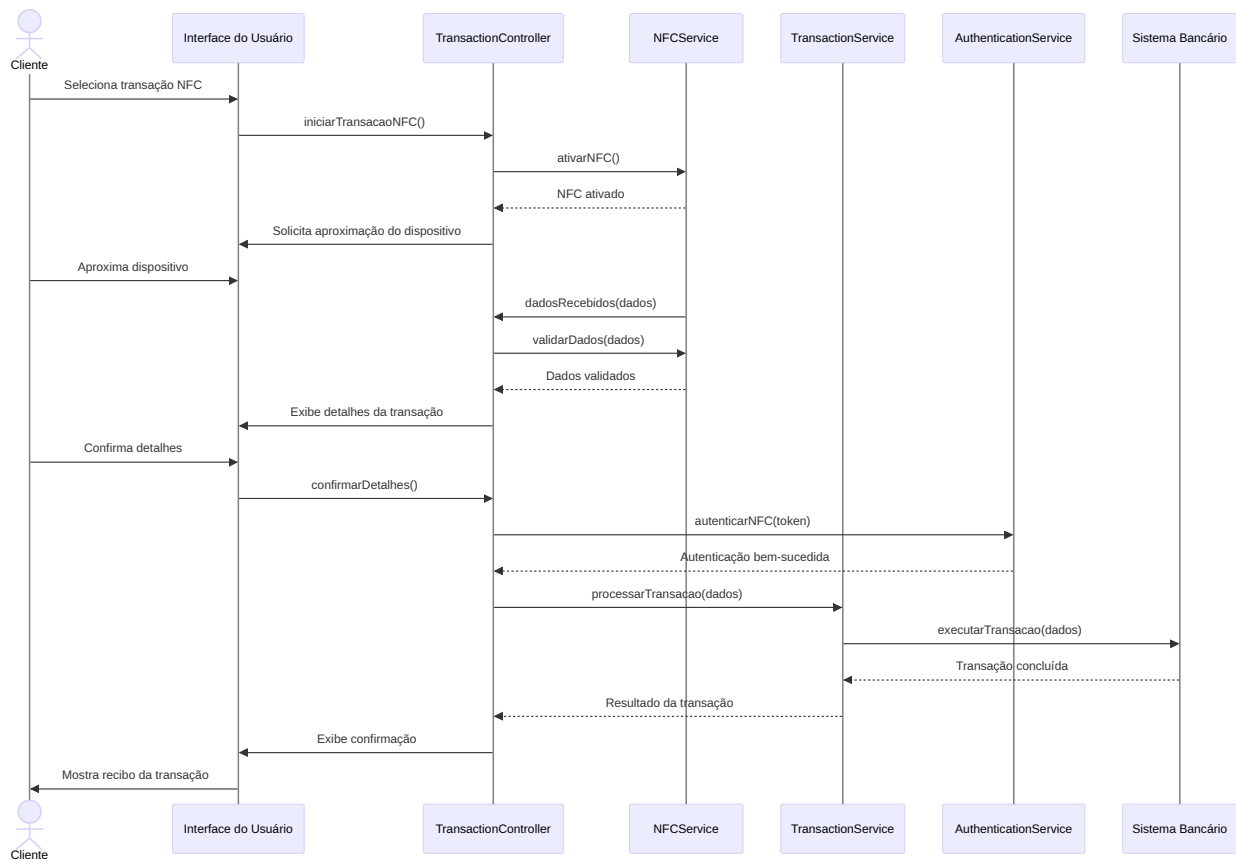 Interface do Usuário
TransactionController
NFCService
TransactionService
AuthenticationService
Sistema Bancário
Cliente
Seleciona transação NFC
iniciarTransacaoNFC()
ativarNFC()
NFC ativado
Solicita aproximação do dispositivo
Aproxima dispositivo
dadosRecebidos(dados)
validarDados(dados)
Dados validados
Exibe detalhes da transação
Confirma detalhes
confirmarDetalhes()
autenticarNFC(token)
Autenticação bem-sucedida
processarTransacao(dados)
executarTransacao(dados)
Transação concluída
Resultado da transação
Exibe confirmação
Mostra recibo da transação
Interface do Usuário
TransactionController
NFCService
TransactionService
AuthenticationService
Sistema Bancário
Cliente